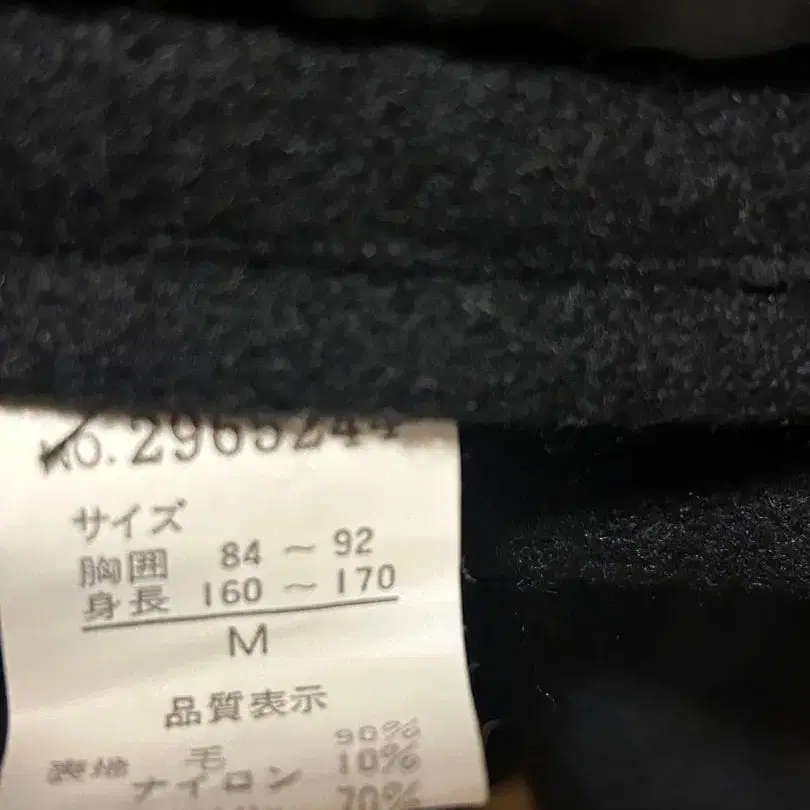 NO. 2965244
サイズ
胸囲 84 ～ 92
身長 160 ～ 170
M
品質表示
表地 毛 90%
ナイロン 10%
70%